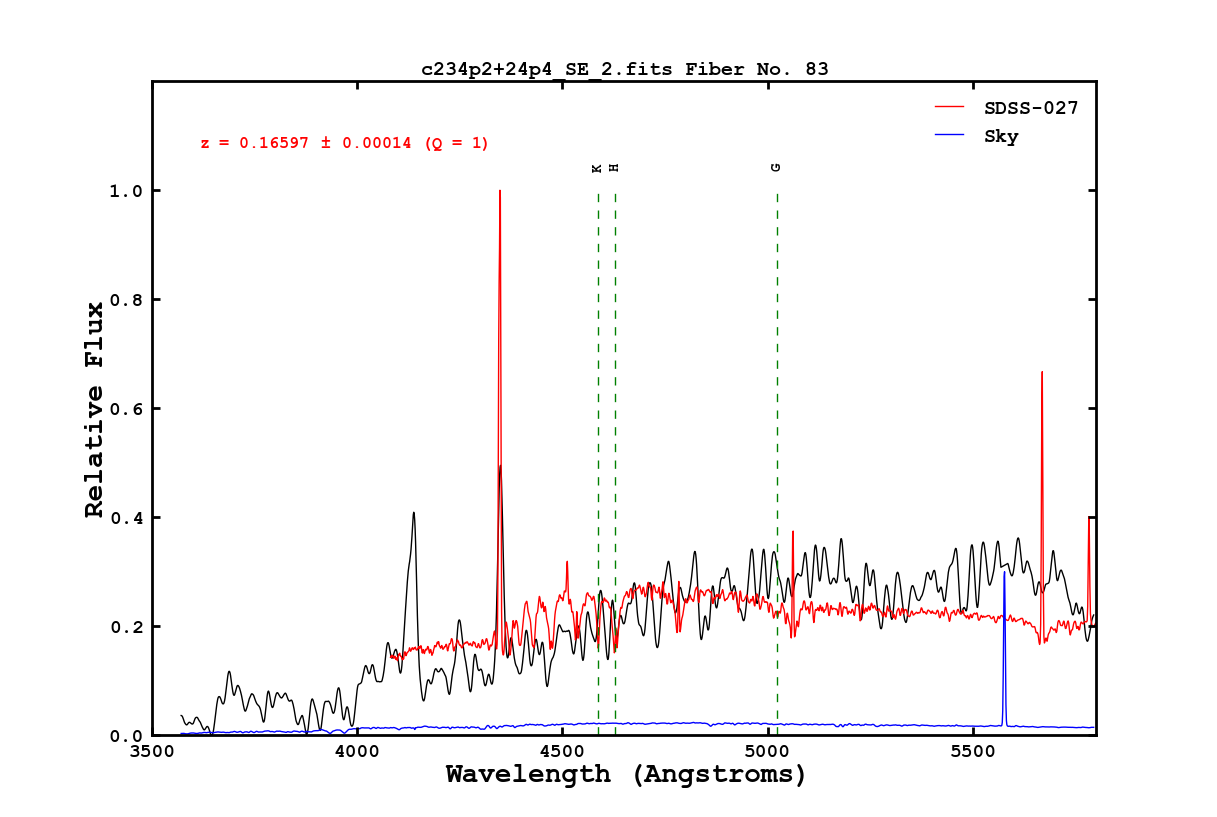 c234p2+24p4_SE_2.fits Fiber No. 83
SDSS-027
Sky
z = 0.16597 ± 0.00014 (Q = 1)
K H G
1.0
0.8
0.6
0.4
0.2
0.0
Relative Flux
3500 4000 4500 5000 5500
Wavelength (Angstroms)